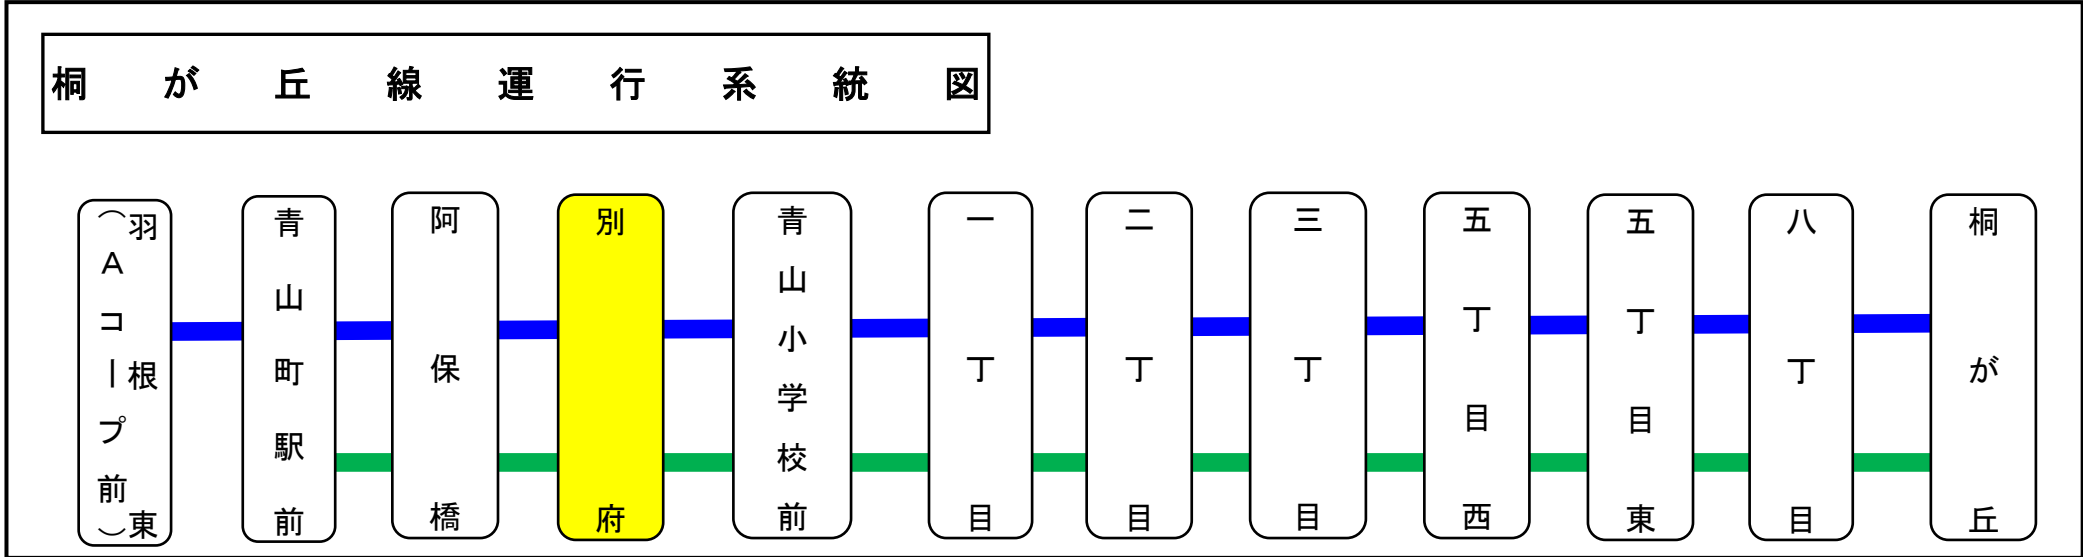 桐が丘線運行系統図
羽根東
（Aコープ前）
青山町駅前
阿保橋
別府
青山小学校前
一丁目
二丁目
三丁目
五丁目西
五丁目東
八丁目
桐が丘